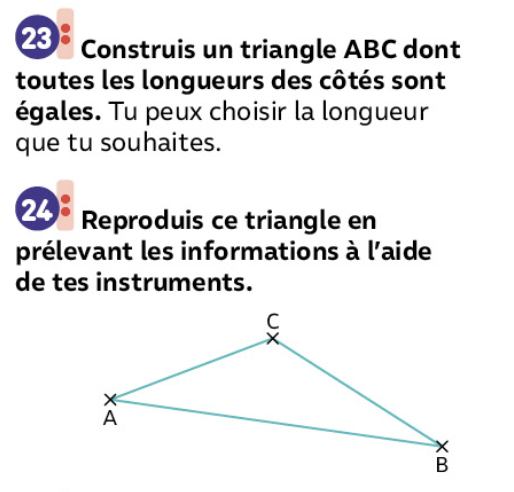 23 Construis un triangle ABC dont
toutes les longueurs des côtés sont
égales. Tu peux choisir la longueur
que tu souhaites.
24 Reproduis ce triangle en
prélevant les informations à l'aide
de tes instruments.
C
A
B